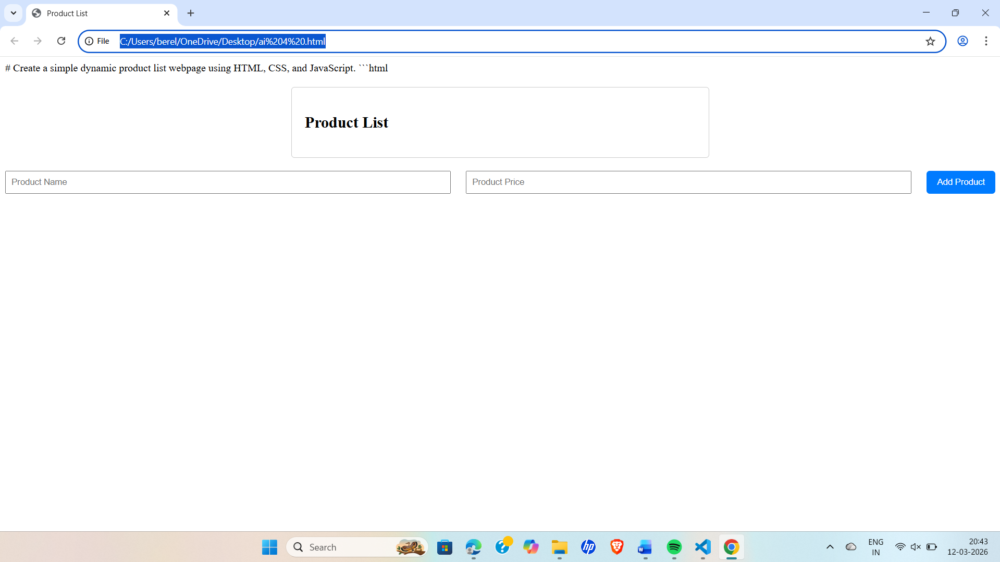 Product List
File
C:/Users/berel/OneDrive/Desktop/ai%204%20.html
# Create a simple dynamic product list webpage using HTML, CSS, and JavaScript. ```html
Product List
Product Name
Product Price
Add Product
Search
hp
W
ENG
IN
20:43
12-03-2026